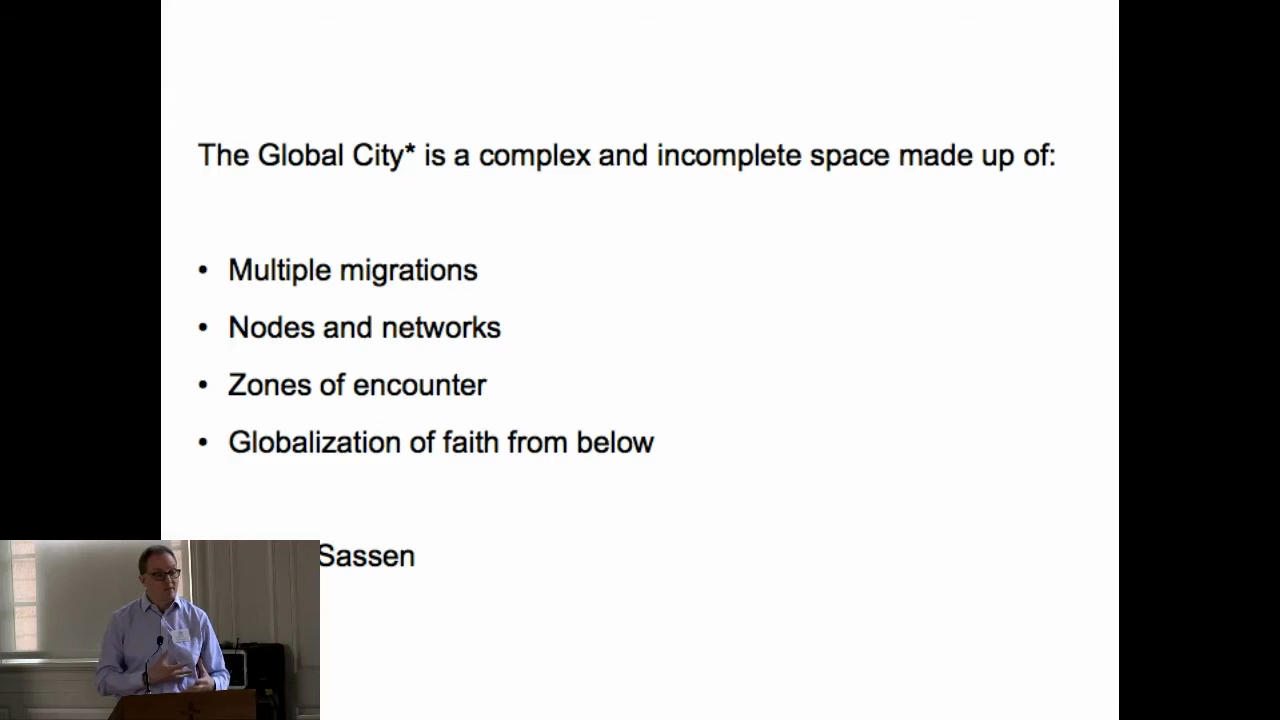 The Global City* is a complex and incomplete space made up of:
• Multiple migrations
• Nodes and networks
• Zones of encounter
• Globalization of faith from below
Sassen